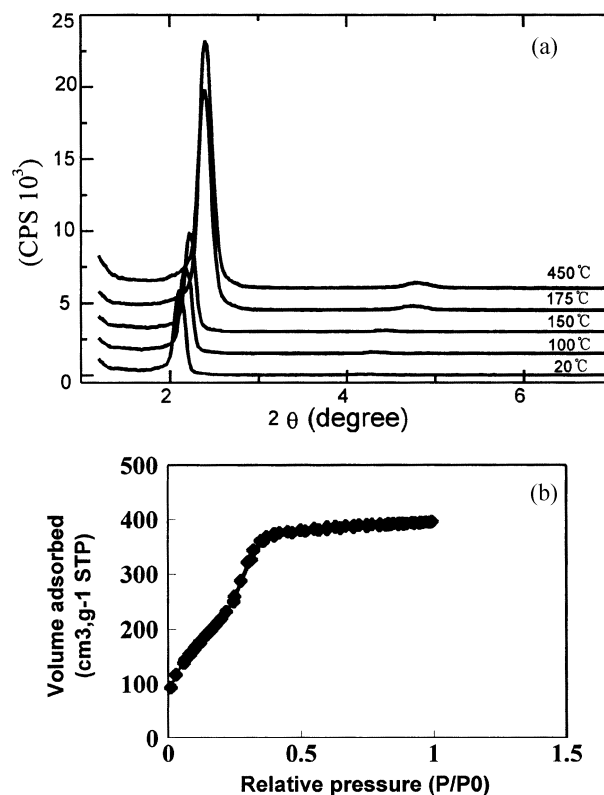 (a)
25
20
15
10
5
0
(CPS 10³)
450℃
175℃
150℃
100℃
20℃
2 4 6
2 θ (degree)
(b)
500
400
300
200
100
0
Volume adsorbed
(cm3,g-1 STP)
0 0.5 1 1.5
Relative pressure (P/P0)